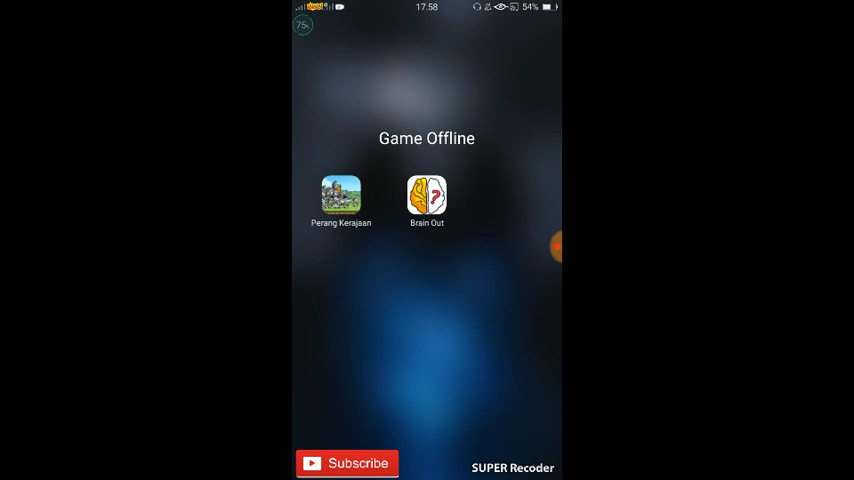 17.58
54%
75%
Game Offline
?
Perang Kerajaan
Brain Out
Subscribe
SUPER Recoder